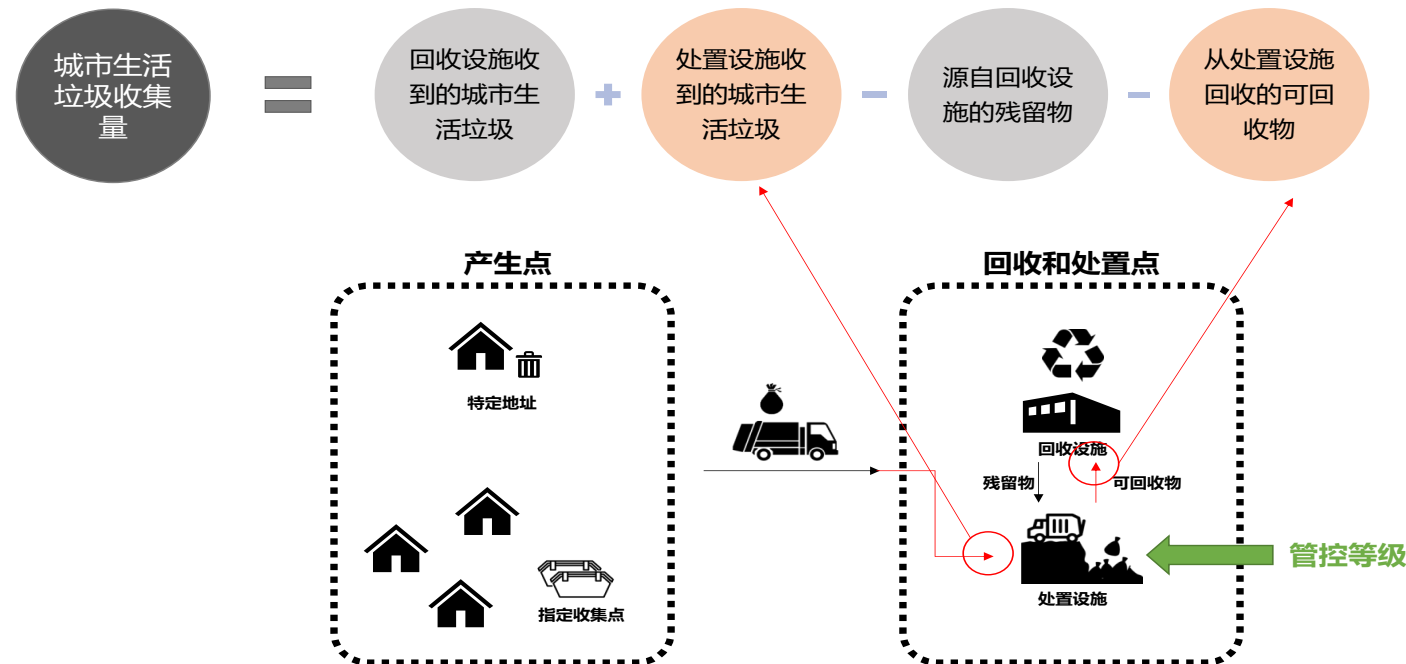 城市生活
垃圾收集
量
=
回收设施收
到的城市生
活垃圾
+
处置设施收
到的城市生
活垃圾
-
源自回收设
施的残留物
-
从处置设施
回收的可回
收物
产生点
回收和处置点
特定地址
指定收集点
回收设施
残留物
可回收物
处置设施
管控等级